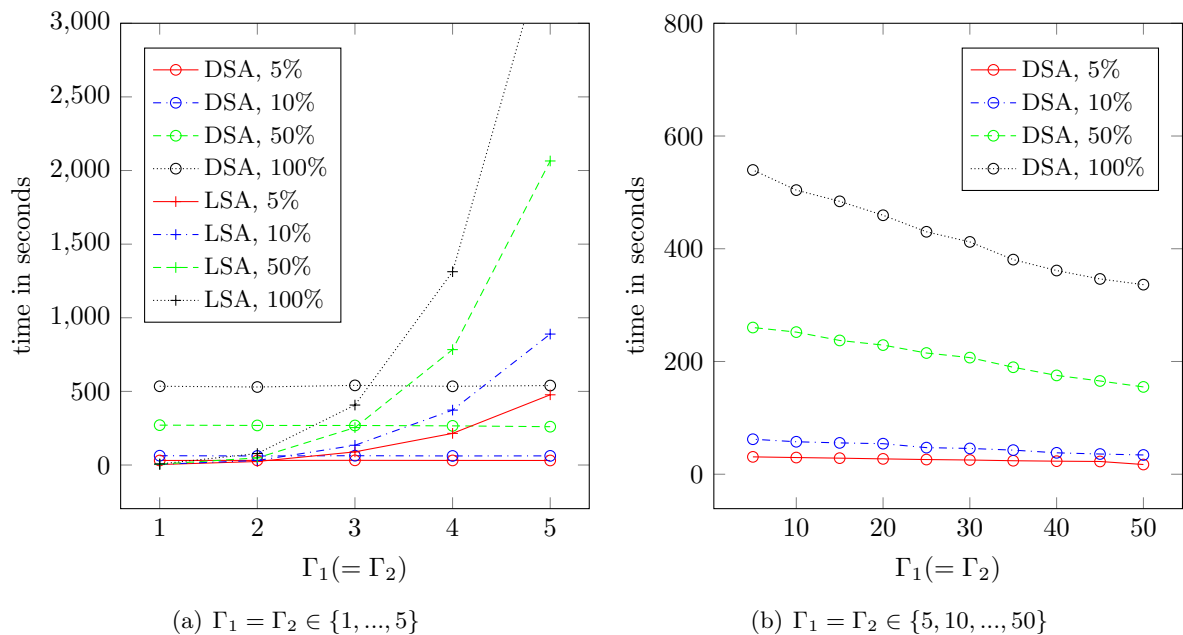 3,000
2,500
2,000
1,500
1,000
500
0
time in seconds
DSA, 5%
DSA, 10%
DSA, 50%
DSA, 100%
LSA, 5%
LSA, 10%
LSA, 50%
LSA, 100%
1 2 3 4 5
Γ₁(= Γ₂)
(a) Γ₁ = Γ₂ ∈ {1, ..., 5}
800
600
400
200
0
time in seconds
DSA, 5%
DSA, 10%
DSA, 50%
DSA, 100%
10 20 30 40 50
Γ₁(= Γ₂)
(b) Γ₁ = Γ₂ ∈ {5, 10, ..., 50}